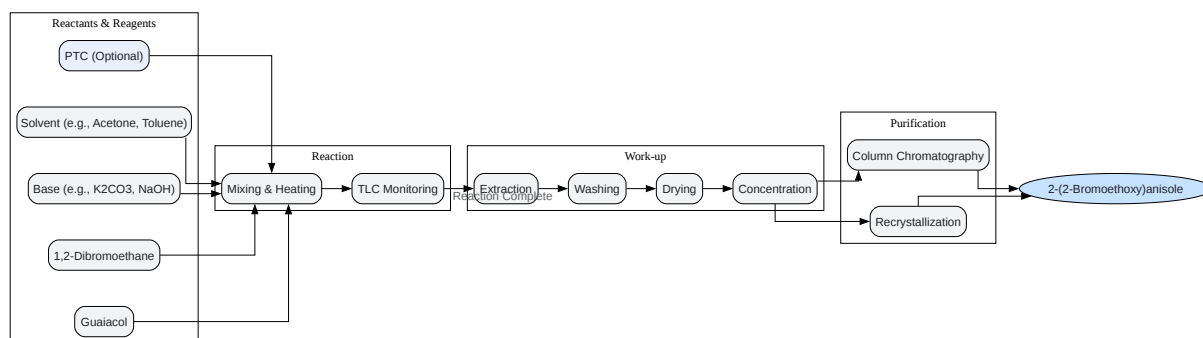 Reactants & Reagents
PTC (Optional)
Solvent (e.g., Acetone, Toluene)
Base (e.g., K2CO3, NaOH)
1,2-Dibromoethane
Guaiacol
Reaction
Mixing & Heating
TLC Monitoring
Reaction Complete
Work-up
Extraction
Washing
Drying
Concentration
Purification
Column Chromatography
Recrystallization
2-(2-Bromoethoxy)anisole